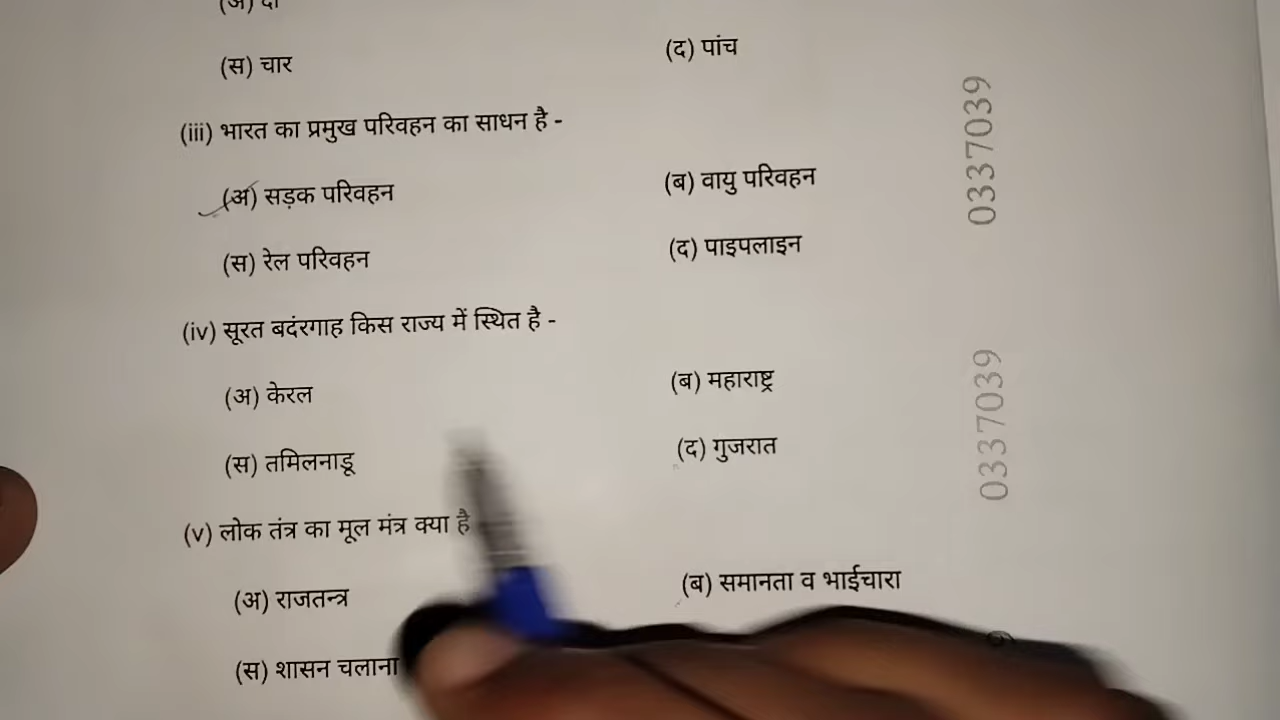 (अ) दो
(स) चार (द) पांच
(iii) भारत का प्रमुख परिवहन का साधन है -
(अ) सड़क परिवहन (ब) वायु परिवहन
(स) रेल परिवहन (द) पाइपलाइन
(iv) सूरत बदंरगाह किस राज्य में स्थित है -
(अ) केरल (ब) महाराष्ट्र
(स) तमिलनाडू (द) गुजरात
(v) लोक तंत्र का मूल मंत्र क्या है
(अ) राजतन्त्र (ब) समानता व भाईचारा
(स) शासन चलाना
0337039
0337039